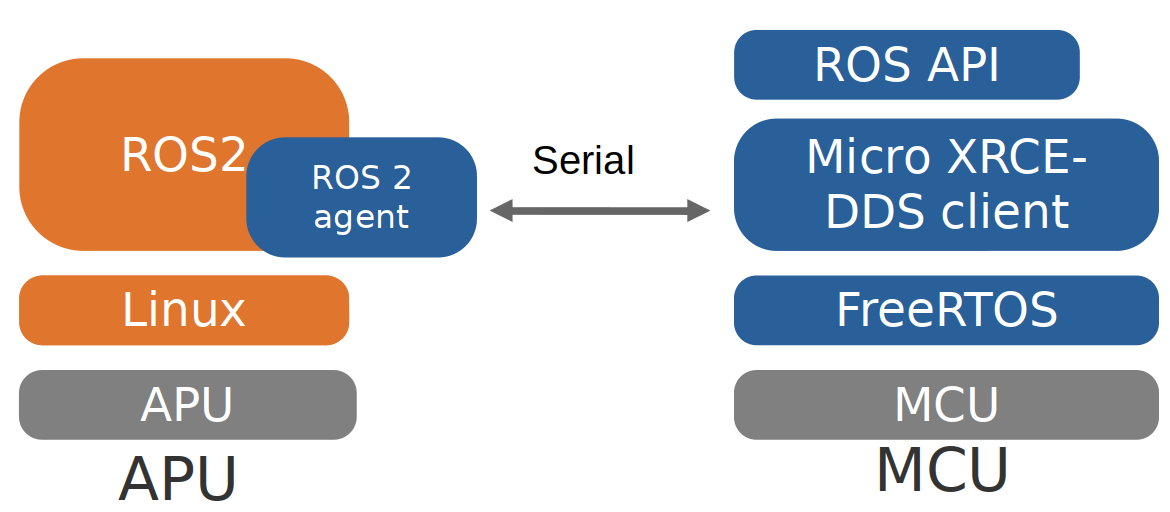 ROS2
ROS 2
agent
Linux
APU
APU
Serial
ROS API
Micro XRCE-
DDS client
FreeRTOS
MCU
MCU